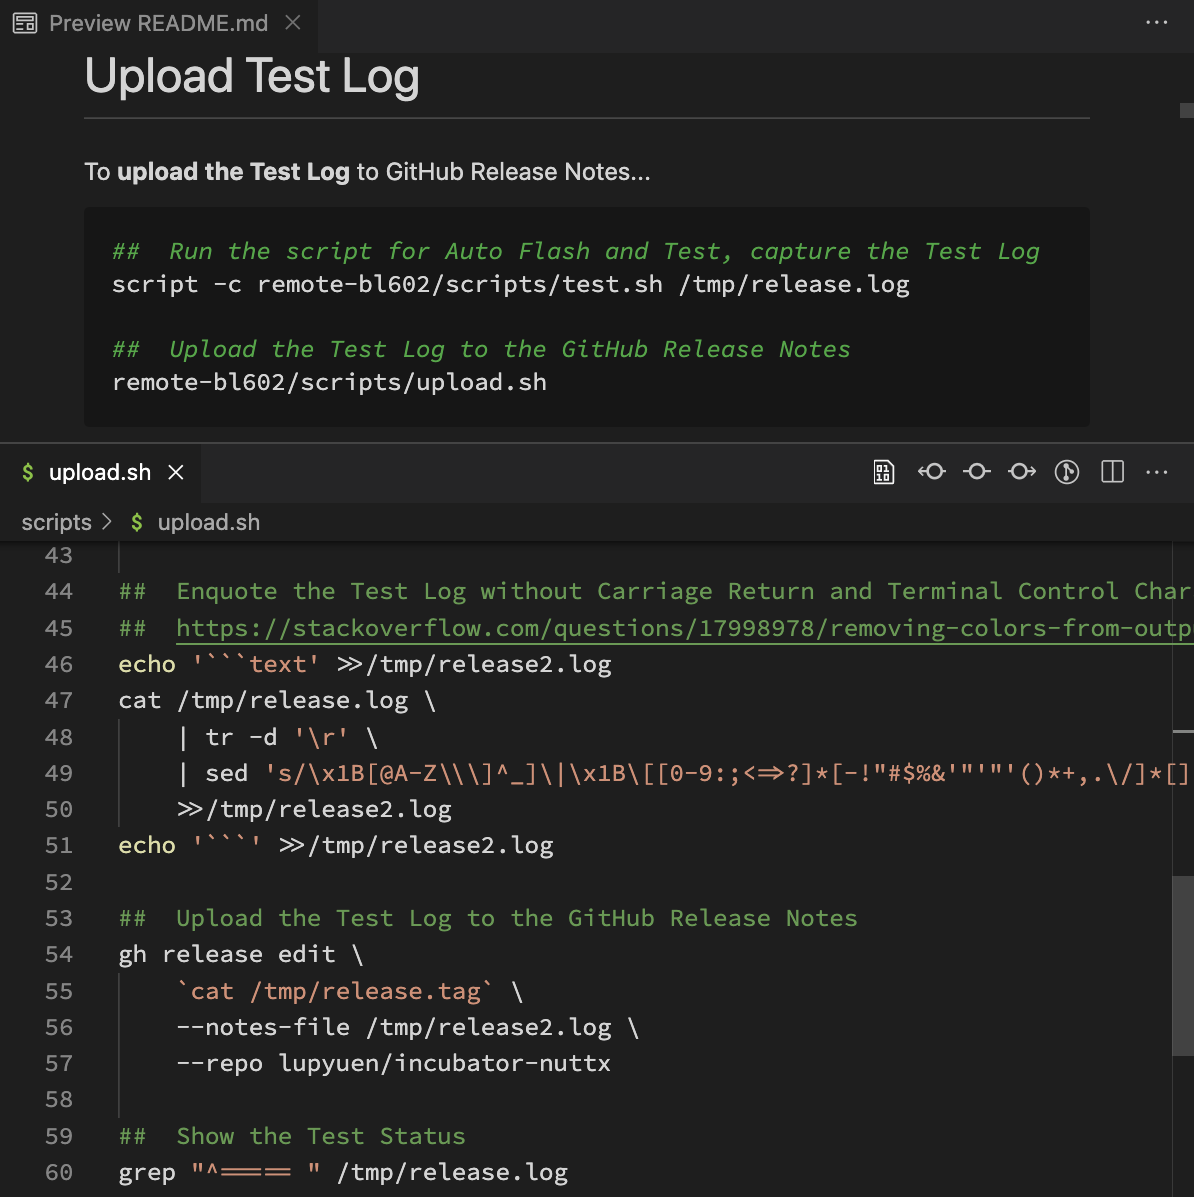 Preview README.md
Upload Test Log
To upload the Test Log to GitHub Release Notes...
##  Run the script for Auto Flash and Test, capture the Test Log
script -c remote-bl602/scripts/test.sh /tmp/release.log
##  Upload the Test Log to the GitHub Release Notes
remote-bl602/scripts/upload.sh
$ upload.sh
scripts > $ upload.sh
43
44 ##  Enquote the Test Log without Carriage Return and Terminal Control Char
45 ##  https://stackoverflow.com/questions/17998978/removing-colors-from-outp
46 echo '```text' >>/tmp/release2.log
47 cat /tmp/release.log \
48     | tr -d '\r' \
49     | sed 's/\x1B[@A-Z\\\]^_]\|\x1B\[[0-9:;<=>?]*[-!"#$%&'"'"'()*+,.\/]*[]
50     >>/tmp/release2.log
51 echo '```' >>/tmp/release2.log
52
53 ##  Upload the Test Log to the GitHub Release Notes
54 gh release edit \
55     `cat /tmp/release.tag` \
56     --notes-file /tmp/release2.log \
57     --repo lupyuen/incubator-nuttx
58
59 ##  Show the Test Status
60 grep "^===== " /tmp/release.log